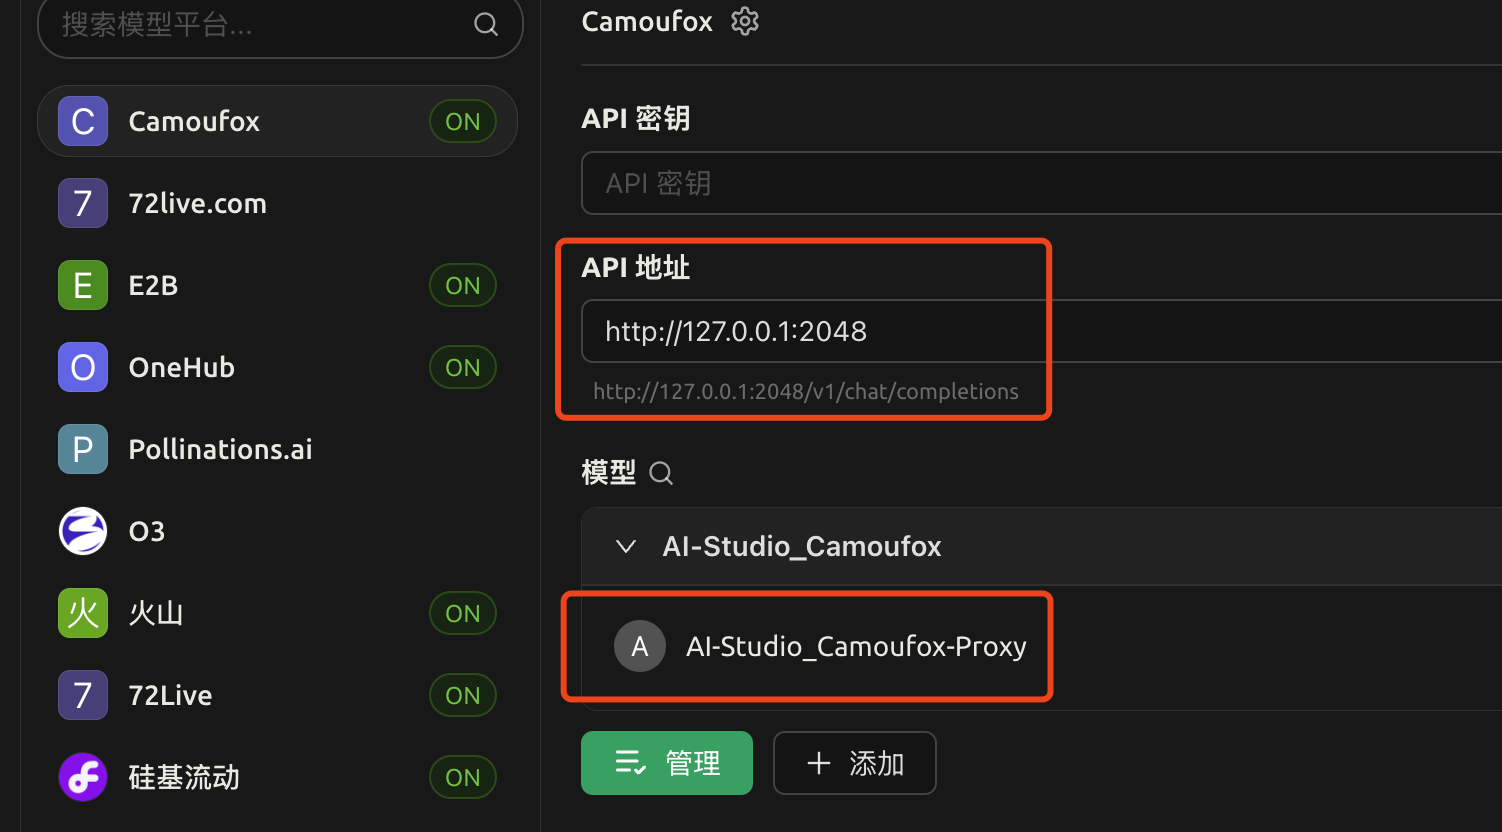 搜索模型平台...
C Camoufox ON
7 72live.com
E E2B ON
O OneHub ON
P Pollinations.ai
O3
火 火山 ON
7 72Live ON
硅基流动 ON
Camoufox
API 密钥
API 密钥
API 地址
http://127.0.0.1:2048
http://127.0.0.1:2048/v1/chat/completions
模型
AI-Studio_Camoufox
A AI-Studio_Camoufox-Proxy
管理
添加